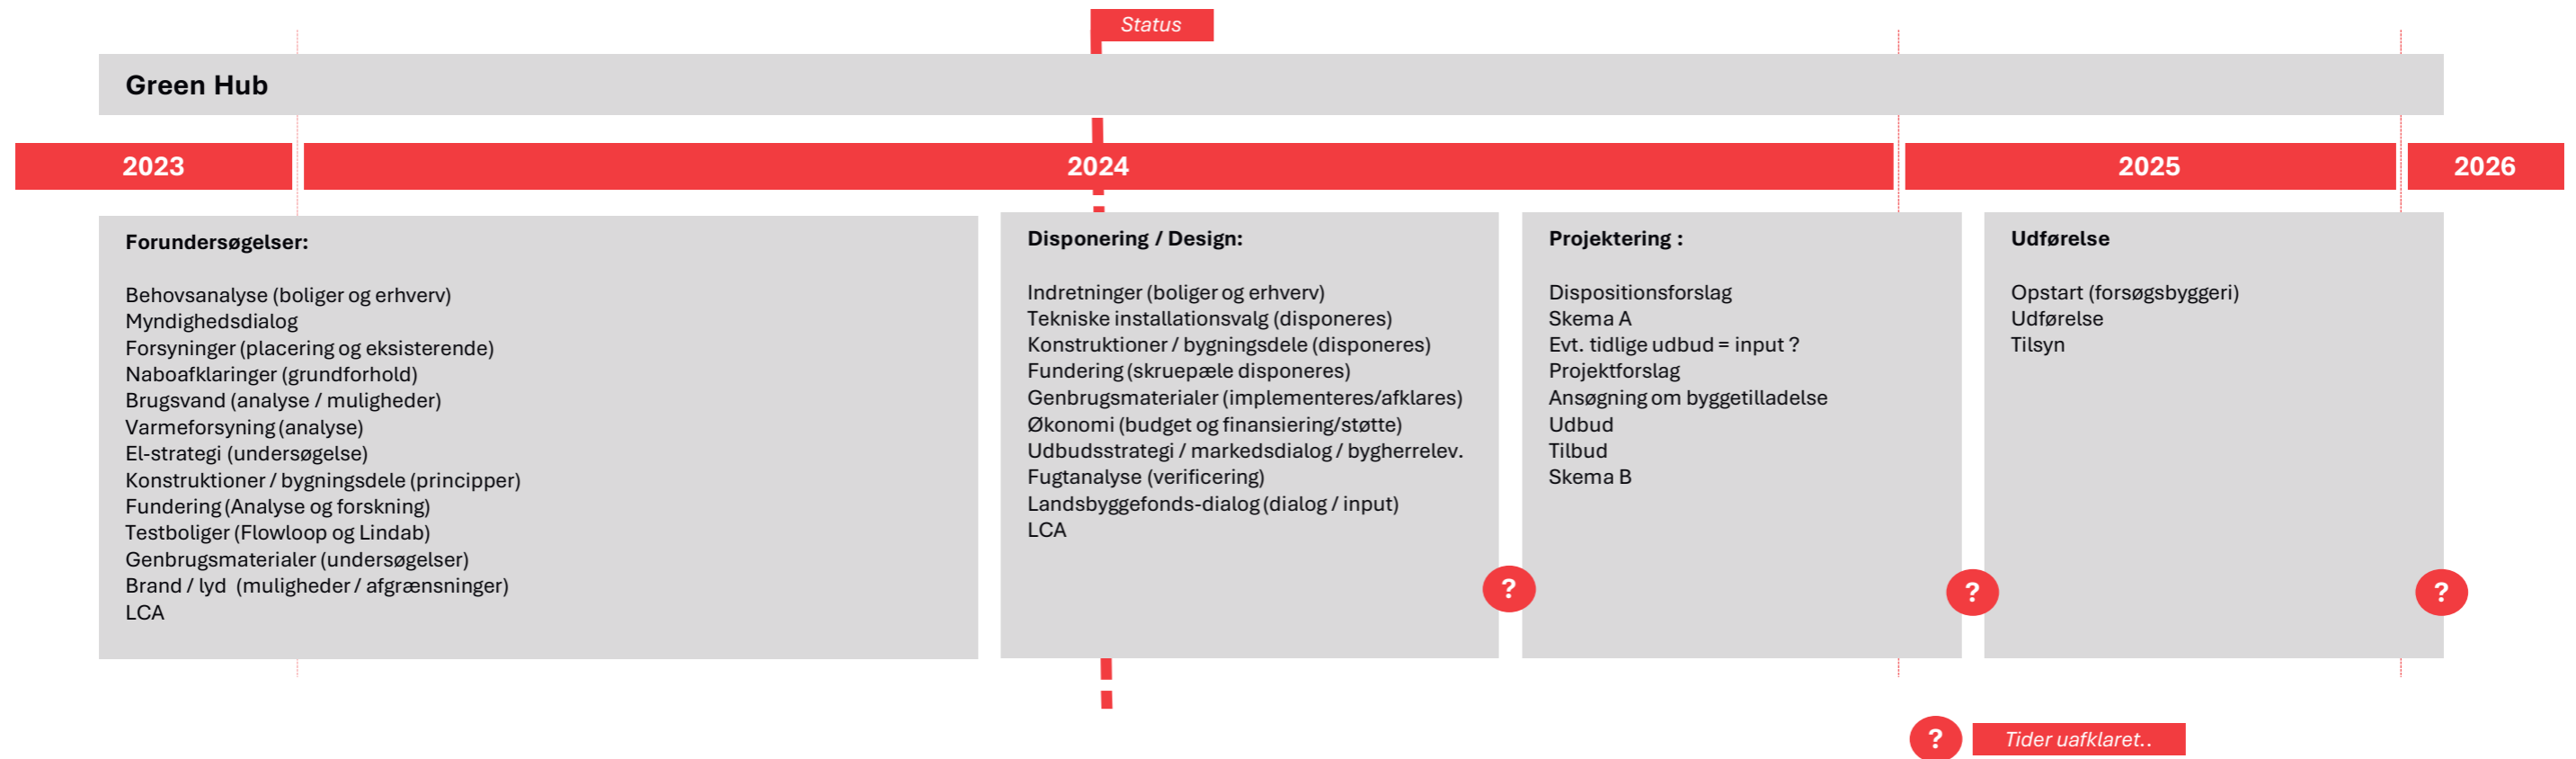 Status
Green Hub
2023
2024
2025
2026
Forundersøgelser:
Behovsanalyse (boliger og erhverv)
Myndighedsdialog
Forsyninger (placering og eksisterende)
Naboafklaringer (grundforhold)
Brugsvand (analyse / muligheder)
Varmeforsyning (analyse)
El-strategi (undersøgelse)
Konstruktioner / bygningsdele (principper)
Fundering (Analyse og forskning)
Testboliger (Flowloop og Lindab)
Genbrugsmaterialer (undersøgelser)
Brand / lyd (muligheder / afgrænsninger)
LCA
Disponering / Design:
Indretninger (boliger og erhverv)
Tekniske installationsvalg (disponeres)
Konstruktioner / bygningsdele (disponeres)
Fundering (skruepæle disponeres)
Genbrugsmaterialer (implementeres/afklares)
Økonomi (budget og finansiering/støtte)
Udbudsstrategi / markedsdialog / bygherrelev.
Fugtanalyse (verificering)
Landsbyggefonds-dialog (dialog / input)
LCA
?
Projektering :
Dispositionsforslag
Skema A
Evt. tidlige udbud = input ?
Projektforslag
Ansøgning om byggetilladelse
Udbud
Tilbud
Skema B
?
Udførelse
Opstart (forsøgsbyggeri)
Udførelse
Tilsyn
?
?
Tider uafklaret..